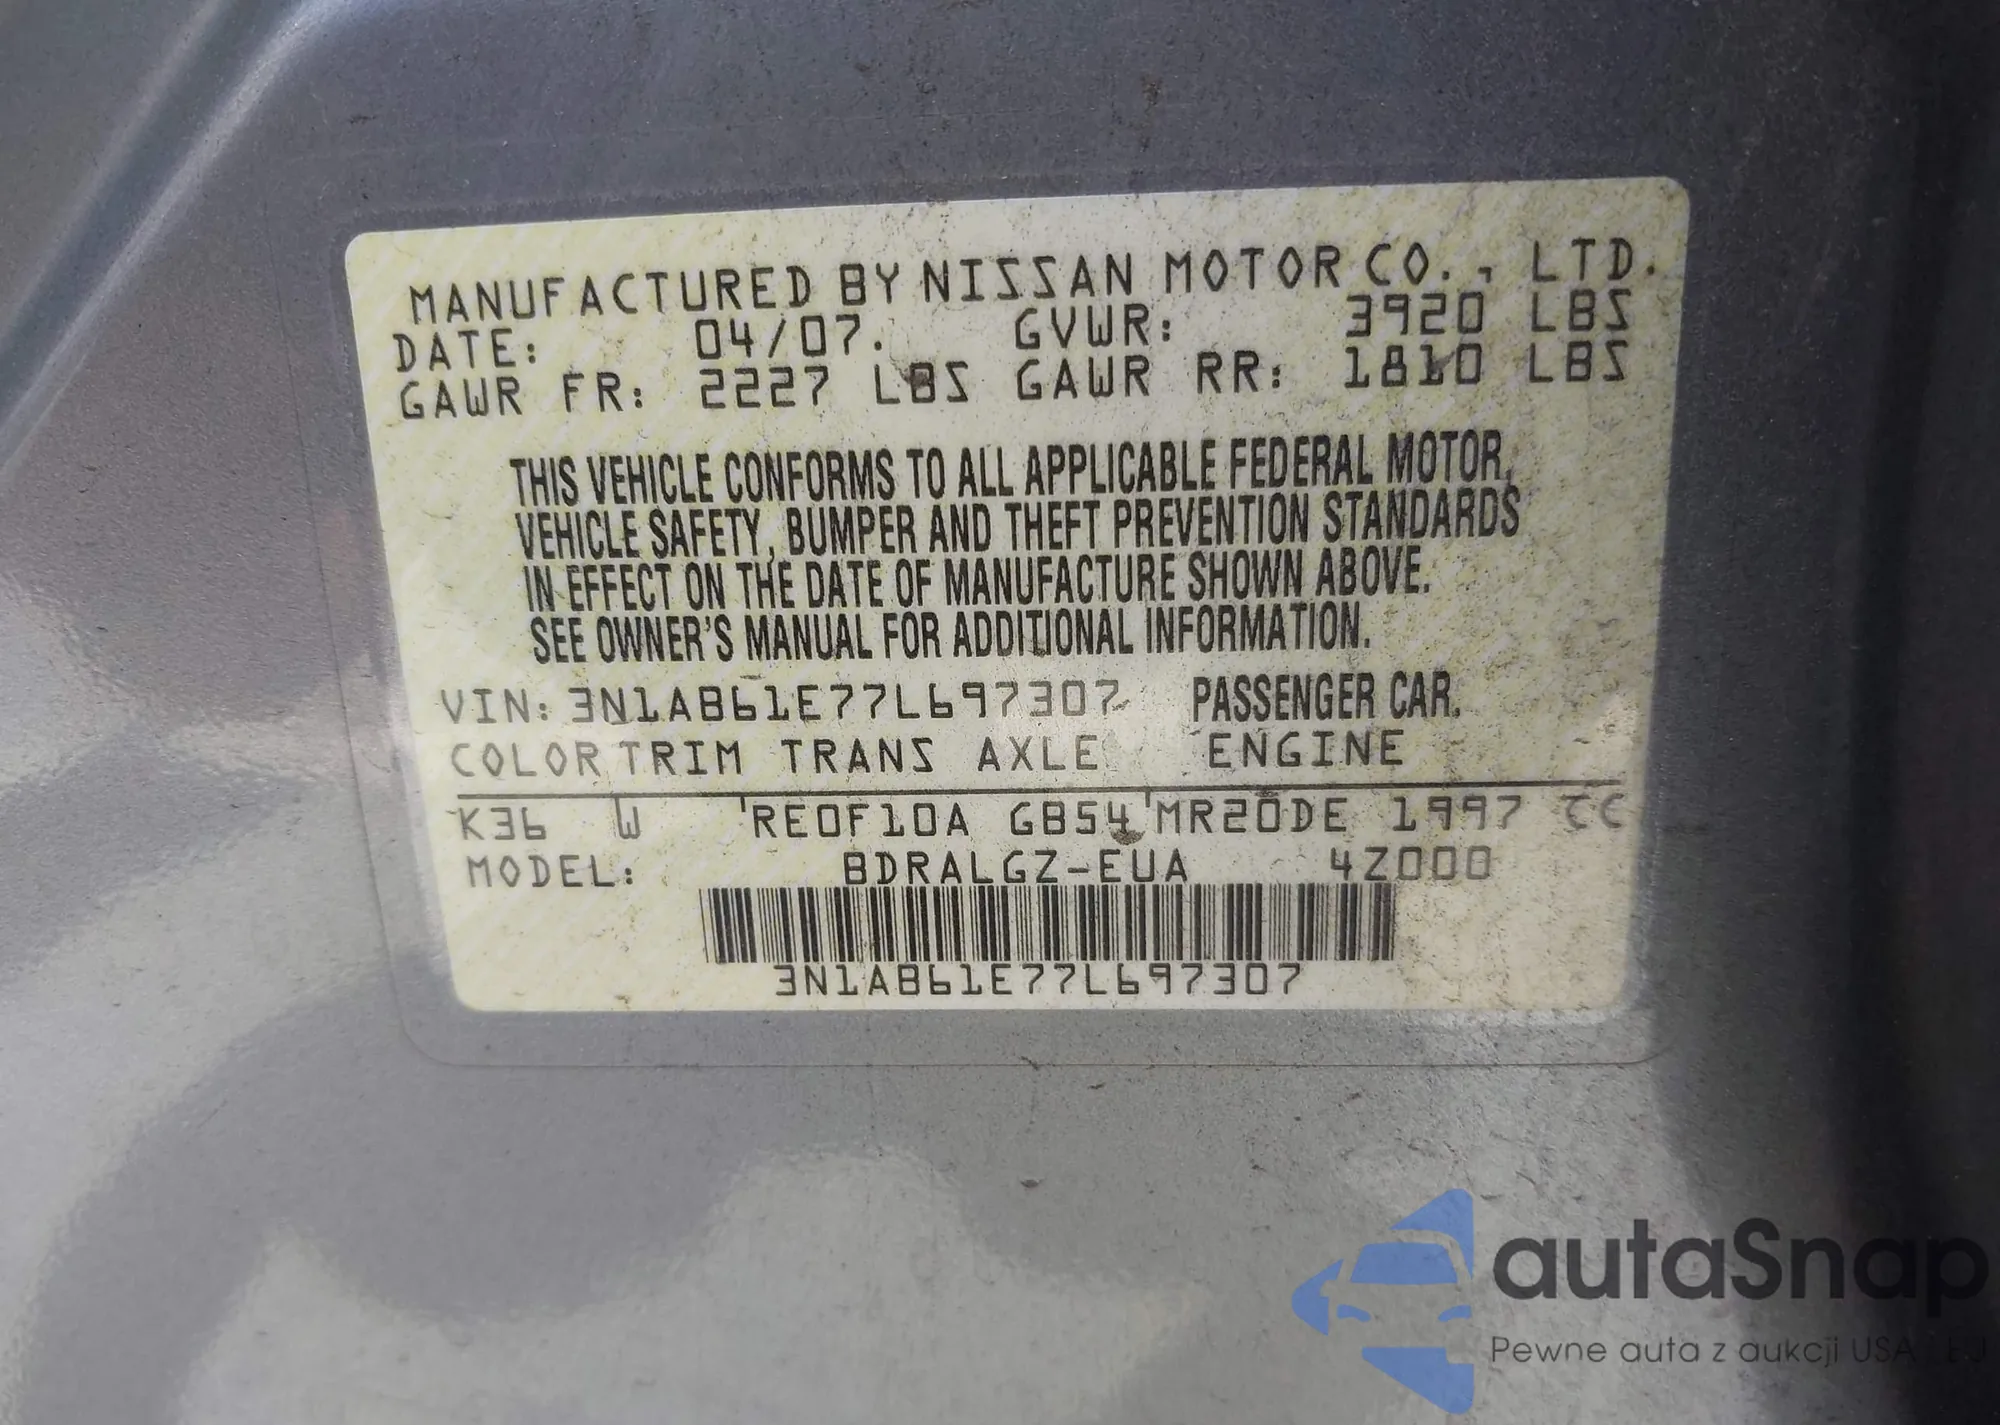 MANUFACTURED BY NISSAN MOTOR CO., LTD.
DATE: 04/07. GVWR: 3920 LBS
GAWR FR: 2227 LBS GAWR RR: 1810 LBS
THIS VEHICLE CONFORMS TO ALL APPLICABLE FEDERAL MOTOR,
VEHICLE SAFETY, BUMPER AND THEFT PREVENTION STANDARDS
IN EFFECT ON THE DATE OF MANUFACTURE SHOWN ABOVE.
SEE OWNER'S MANUAL FOR ADDITIONAL INFORMATION.
VIN: 3N1AB61E77L697307 PASSENGER CAR.
COLOR TRIM TRANS AXLE ENGINE
K36 W 'RE0F10A GB54'MR20DE 1997 CC
MODEL: BDRALGZ-EUA 4Z000
3N1AB61E77L697307
autaSnap
Pewne auta z aukcji USA i EU